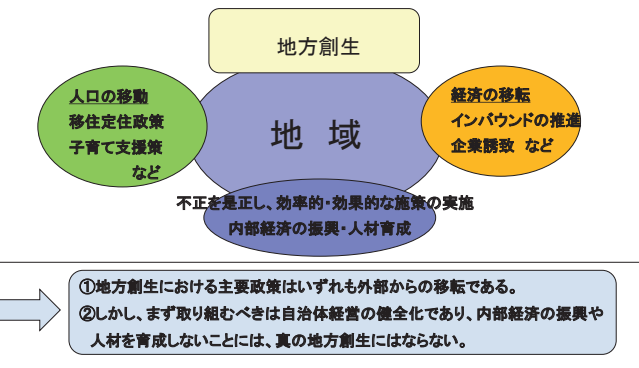 地方創生
人口の移動
移住定住政策
子育て支援策
など
地 域
経済の移転
インバウンドの推進
企業誘致 など
不正を是正し、効率的・効果的な施策の実施
内部経済の振興・人材育成
①地方創生における主要政策はいずれも外部からの移転である。
②しかし、まず取り組むべきは自治体経営の健全化であり、内部経済の振興や
人材を育成しないことには、真の地方創生にはならない。